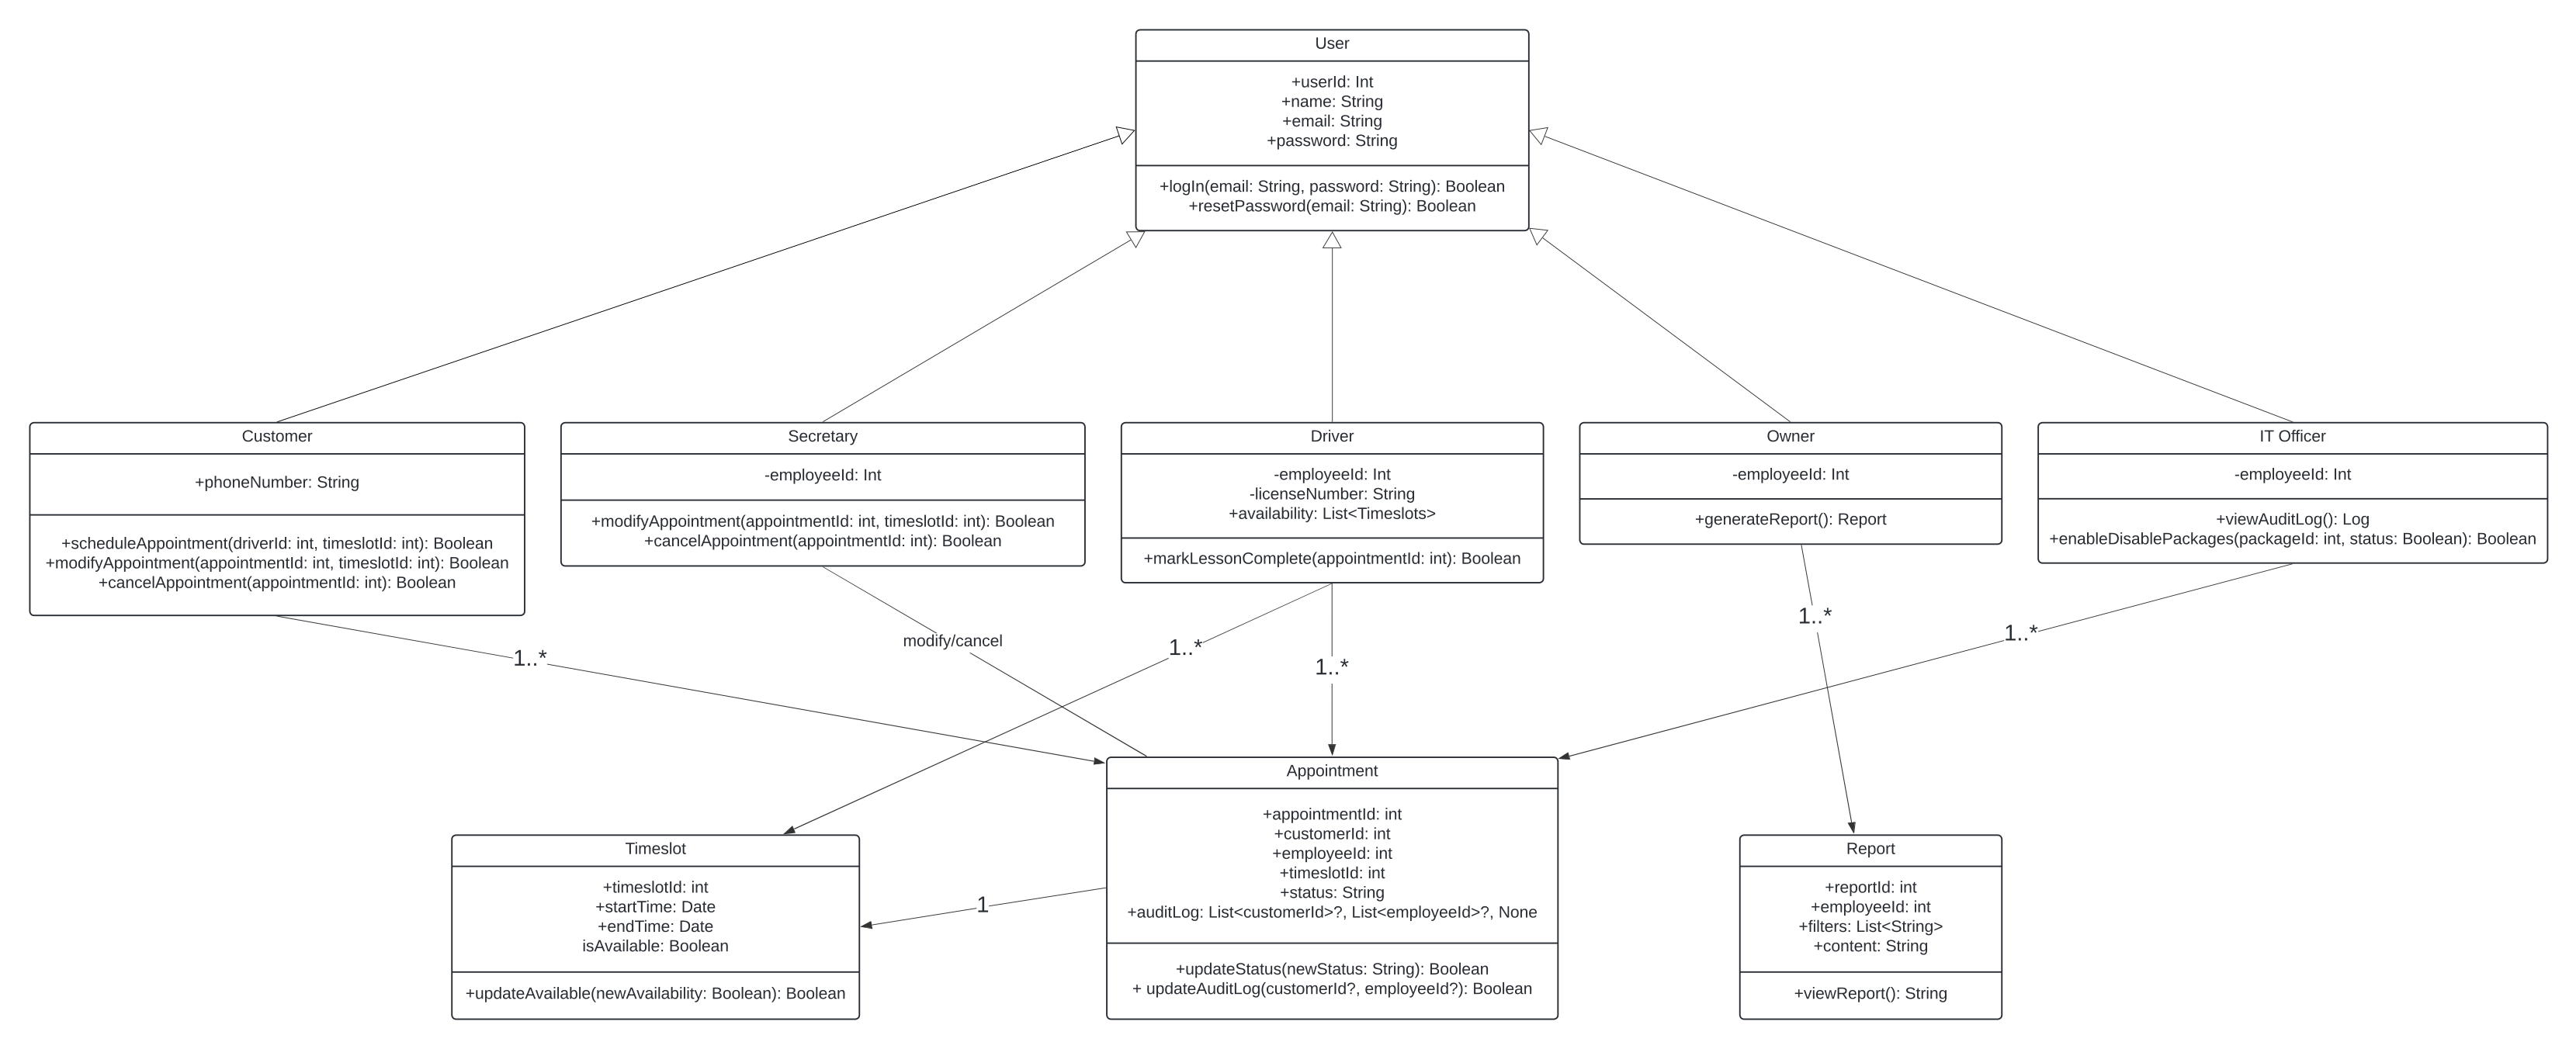 User
+userId: Int
+name: String
+email: String
+password: String
+logIn(email: String, password: String): Boolean
+resetPassword(email: String): Boolean
Customer
+phoneNumber: String
+scheduleAppointment(driverId: int, timeslotId: int): Boolean
+modifyAppointment(appointmentId: int, timeslotId: int): Boolean
+cancelAppointment(appointmentId: int): Boolean
Secretary
-employeeId: Int
+modifyAppointment(appointmentId: int, timeslotId: int): Boolean
+cancelAppointment(appointmentId: int): Boolean
Driver
-employeeId: Int
-licenseNumber: String
+availability: List<Timeslots>
+markLessonComplete(appointmentId: int): Boolean
Owner
-employeeId: Int
+generateReport(): Report
IT Officer
-employeeId: Int
+viewAuditLog(): Log
+enableDisablePackages(packageId: int, status: Boolean): Boolean
1..*
modify/cancel
1..*
1..*
1..*
1..*
Timeslot
+timeslotId: int
+startTime: Date
+endTime: Date
isAvailable: Boolean
+updateAvailable(newAvailability: Boolean): Boolean
1
Appointment
+appointmentId: int
+customerId: int
+employeeId: int
+timeslotId: int
+status: String
+auditLog: List<customerId>?, List<employeeId>?, None
+updateStatus(newStatus: String): Boolean
+ updateAuditLog(customerId?, employeeId?): Boolean
Report
+reportId: int
+employeeId: int
+filters: List<String>
+content: String
+viewReport(): String